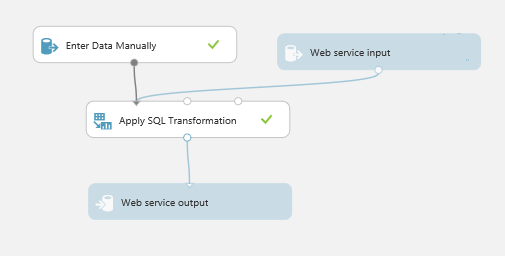 Enter Data Manually
Web service input
Apply SQL Transformation
Web service output